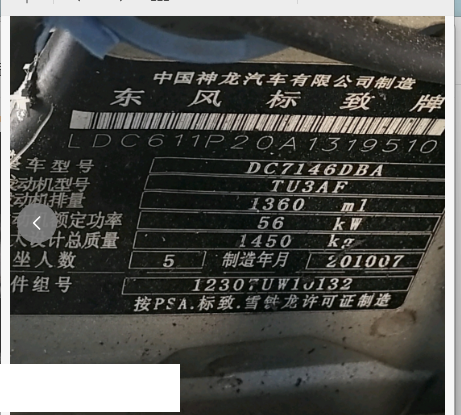 中国神龙汽车有限公司制造
东风标致牌
LDC611P20A1319510
车型号 DC7146DBA
发动机型号 TU3AF
发动机排量 1360 ml
额定功率 56 kW
设计总质量 1450 kg
坐人数 5 制造年月 201007
件组号 12307UW10132
按PSA.标致.雪铁龙许可证制造